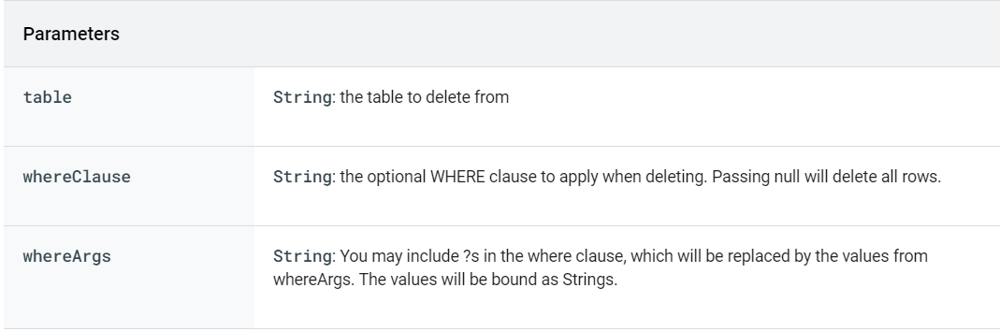 Parameters
table
String: the table to delete from
whereClause
String: the optional WHERE clause to apply when deleting. Passing null will delete all rows.
whereArgs
String: You may include ?s in the where clause, which will be replaced by the values from
whereArgs. The values will be bound as Strings.